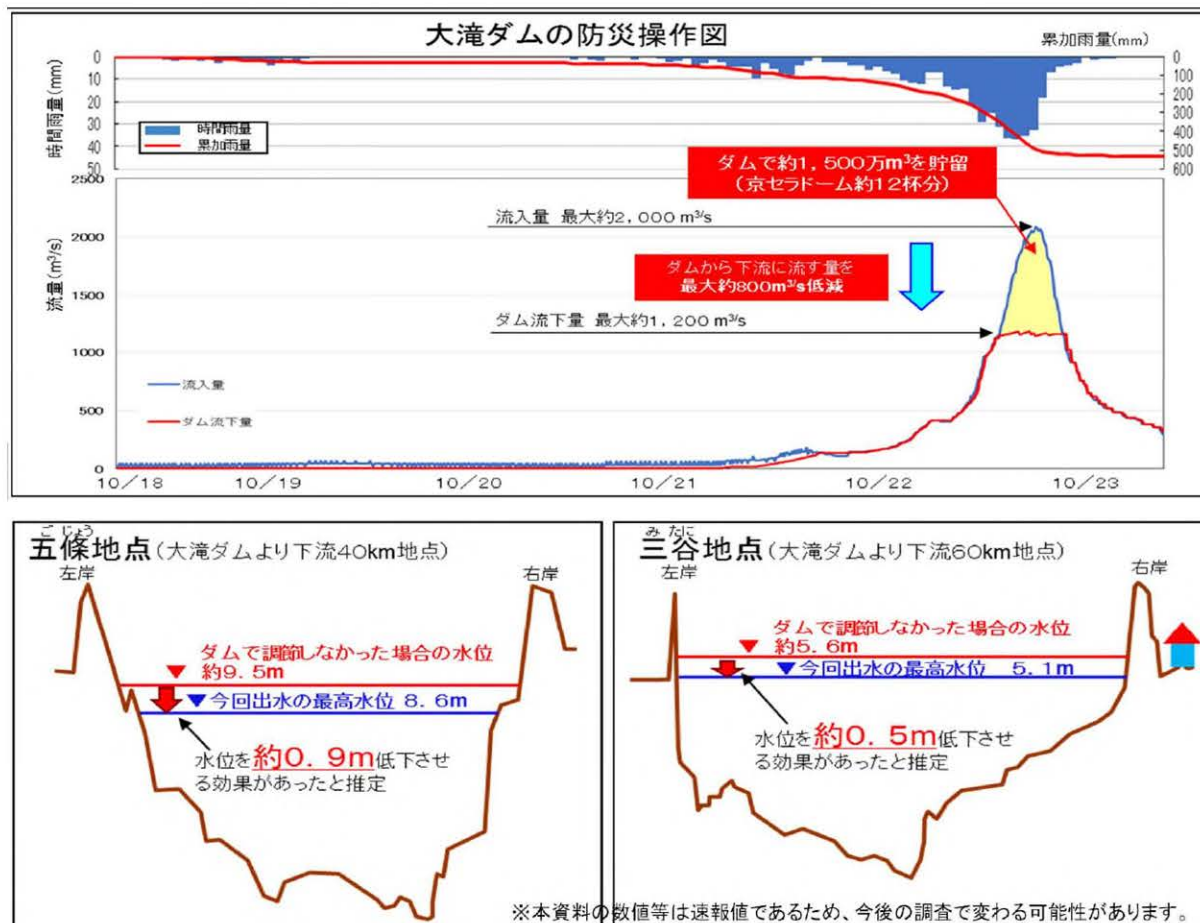 大滝ダムの防災操作図
累加雨量(mm)
時間雨量(mm)
0
10
20
30
40
50
0
100
200
300
400
500
600
時間雨量
累加雨量
ダムで約1,500万m³を貯留
(京セラドーム約12杯分)
流量(m³/s)
2500
2000
1500
1000
500
0
流入量 最大約2,000m³/s
ダムから下流に流す量を
最大約800m³/s低減
ダム流下量 最大約1,200m³/s
流入量
ダム流下量
10/18
10/19
10/20
10/21
10/22
10/23
ごじょう
五條地点(大滝ダムより下流40km地点)
左岸
右岸
ダムで調節しなかった場合の水位
約9.5m
今回出水の最高水位 8.6m
水位を約0.9m低下させ
る効果があったと推定
みたに
三谷地点(大滝ダムより下流60km地点)
左岸
右岸
ダムで調節しなかった場合の水位
約5.6m
今回出水の最高水位 5.1m
水位を約0.5m低下させ
る効果があったと推定
※本資料の数値等は速報値であるため、今後の調査で変わる可能性があります。